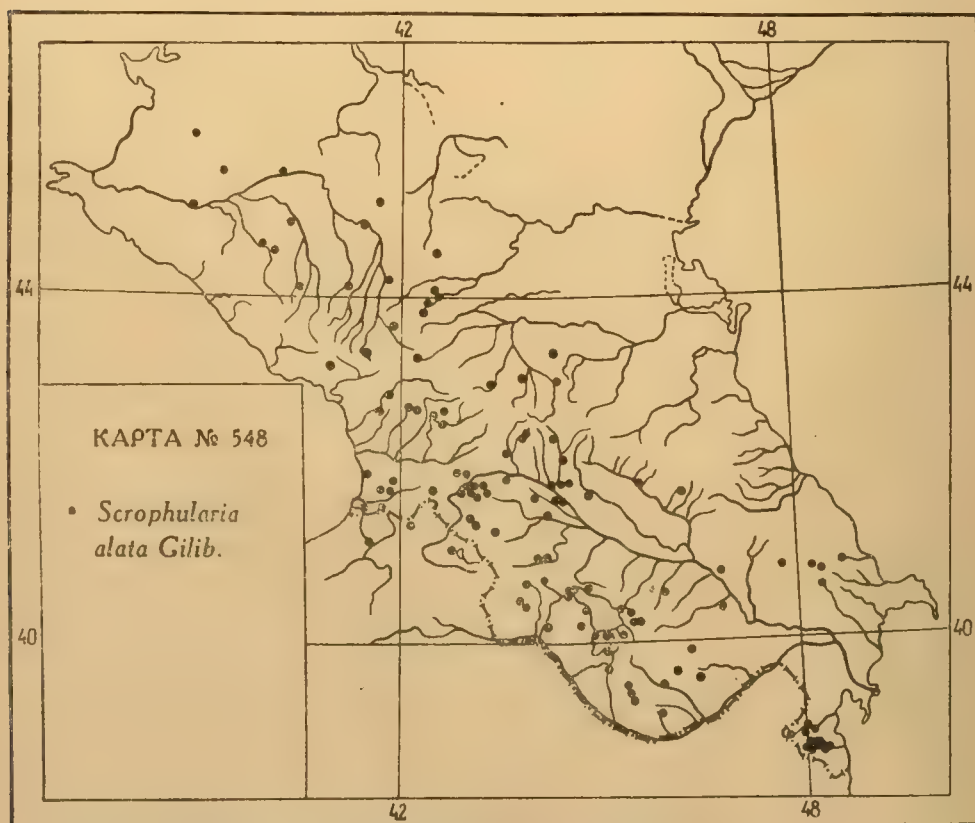 42 48
44 44
КАРТА № 548
• Scrophularia
alata Gilib.
40 40
42 48